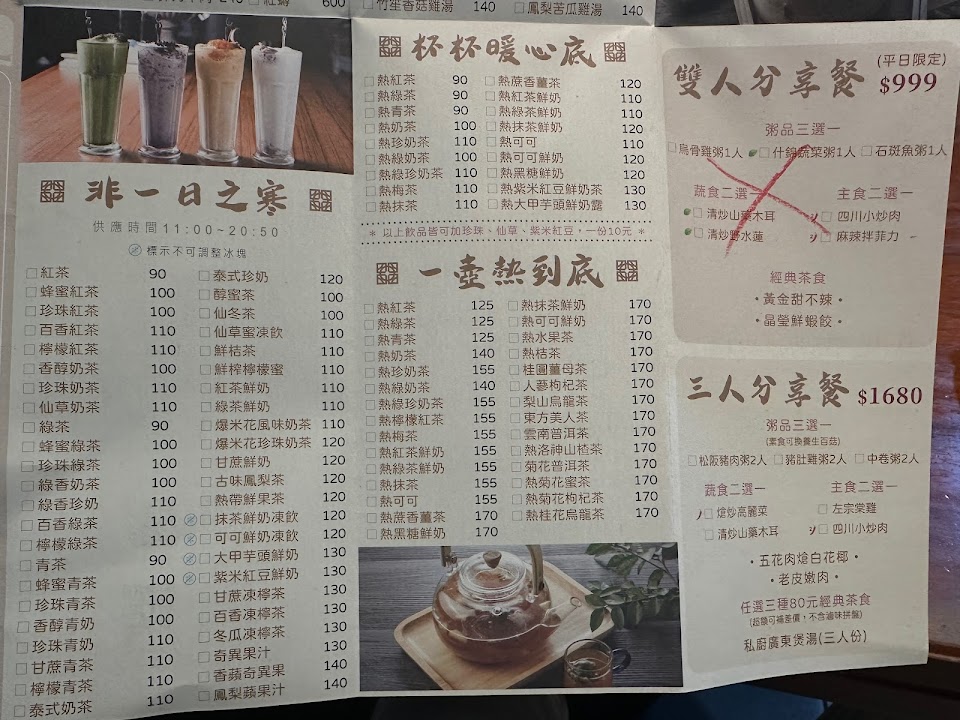 600
竹笙香菇雞湯 140
鳳梨苦瓜雞湯 140
非一日之寒
供應時間11:00~20:50
標示不可調整冰塊
紅茶 90
蜂蜜紅茶 100
珍珠紅茶 100
百香紅茶 110
檸檬紅茶 110
香醇奶茶 100
珍珠奶茶 110
仙草奶茶 110
綠茶 90
蜂蜜綠茶 100
珍珠綠茶 100
綠香奶茶 100
綠香珍奶 110
百香綠茶 110
檸檬綠茶 110
青茶 90
蜂蜜青茶 100
珍珠青茶 100
香醇青奶 100
珍珠青奶 110
甘蔗青茶 110
檸檬青茶 110
泰式奶茶 110
泰式珍奶 120
醇蜜茶 100
仙冬茶 100
仙草蜜凍飲 110
鮮桔茶 110
鮮榨檸檬蜜 110
紅茶鮮奶 110
綠茶鮮奶 110
爆米花風味奶茶 110
爆米花珍珠奶茶 120
甘蔗鮮奶 120
古味鳳梨茶 120
熱帶鮮果茶 120
抹茶鮮奶凍飲 120
可可鮮奶凍飲 120
大甲芋頭鮮奶 130
紫米紅豆鮮奶 130
甘蔗凍檸茶 130
百香凍檸茶 130
冬瓜凍檸茶 130
奇異果汁 130
香蘋奇異果 140
鳳梨蘋果汁 140
杯杯暖心底
熱紅茶 90
熱綠茶 90
熱青茶 90
熱奶茶 100
熱珍奶茶 110
熱綠奶茶 100
熱綠珍奶茶 110
熱梅茶 110
熱抹茶 110
熱蔗香薑茶 120
熱紅茶鮮奶 110
熱綠茶鮮奶 110
熱抹茶鮮奶 120
熱可可 110
熱可可鮮奶 120
熱黑糖鮮奶 120
熱紫米紅豆鮮奶茶 130
熱大甲芋頭鮮奶露 130
＊以上飲品皆可加珍珠、仙草、紫米紅豆，一份10元＊
一壺熱到底
熱紅茶 125
熱綠茶 125
熱青茶 125
熱奶茶 140
熱珍奶茶 155
熱綠奶茶 140
熱綠珍奶茶 155
熱檸檬紅茶 155
熱梅茶 155
熱紅茶鮮奶 155
熱綠茶鮮奶 155
熱抹茶 155
熱可可 155
熱蔗香薑茶 170
熱黑糖鮮奶 170
熱抹茶鮮奶 170
熱可可鮮奶 170
熱水果茶 170
熱桔茶 170
桂圓薑母茶 170
人蔘枸杞茶 170
梨山烏龍茶 170
東方美人茶 170
雲南普洱茶 170
熱洛神山楂茶 170
菊花普洱茶 170
熱菊花蜜茶 170
熱菊花枸杞茶 170
熱桂花烏龍茶 170
雙人分享餐 (平日限定) $999
粥品三選一
烏骨雞粥1人 什錦蔬菜粥1人 石斑魚粥1人
蔬食二選一
清炒山藥木耳
清炒野水蓮
主食二選一
四川小炒肉
麻辣拌菲力
經典茶食
・黃金甜不辣・
・晶瑩鮮蝦餃・
三人分享餐 $1680
粥品三選一
(素食可換養生百菇)
松阪豬肉粥2人 豬肚雞粥2人 中卷粥2人
蔬食二選一
熗炒高麗菜
清炒山藥木耳
主食二選一
左宗棠雞
四川小炒肉
・五花肉熗白花椰・
・老皮嫩肉・
任選三種80元經典茶食
(超額可補差價，不含滷味拼盤)
私廚廣東煲湯(三人份)